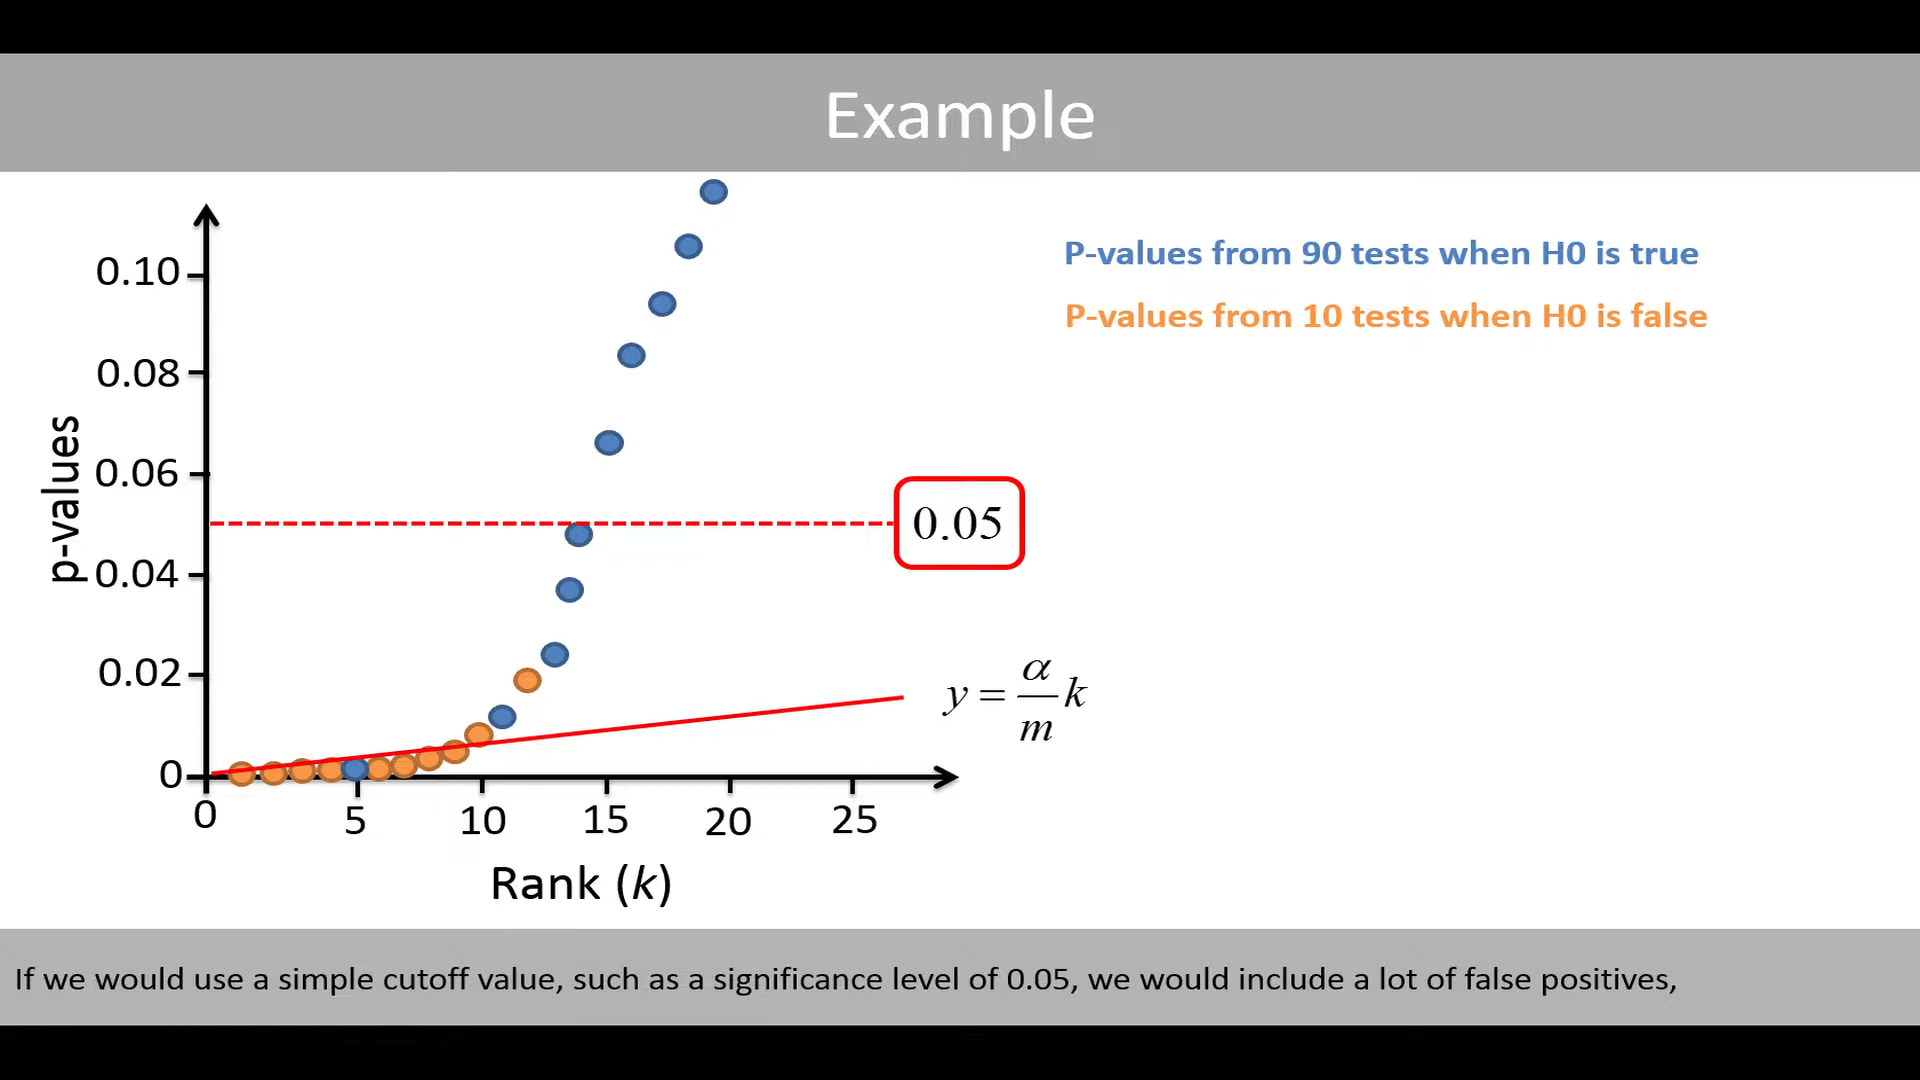 Example
P-values from 90 tests when H0 is true
P-values from 10 tests when H0 is false
p-values
0.10
0.08
0.06
0.04
0.02
0
0.05
y = α/m k
0 5 10 15 20 25
Rank (k)
If we would use a simple cutoff value, such as a significance level of 0.05, we would include a lot of false positives,